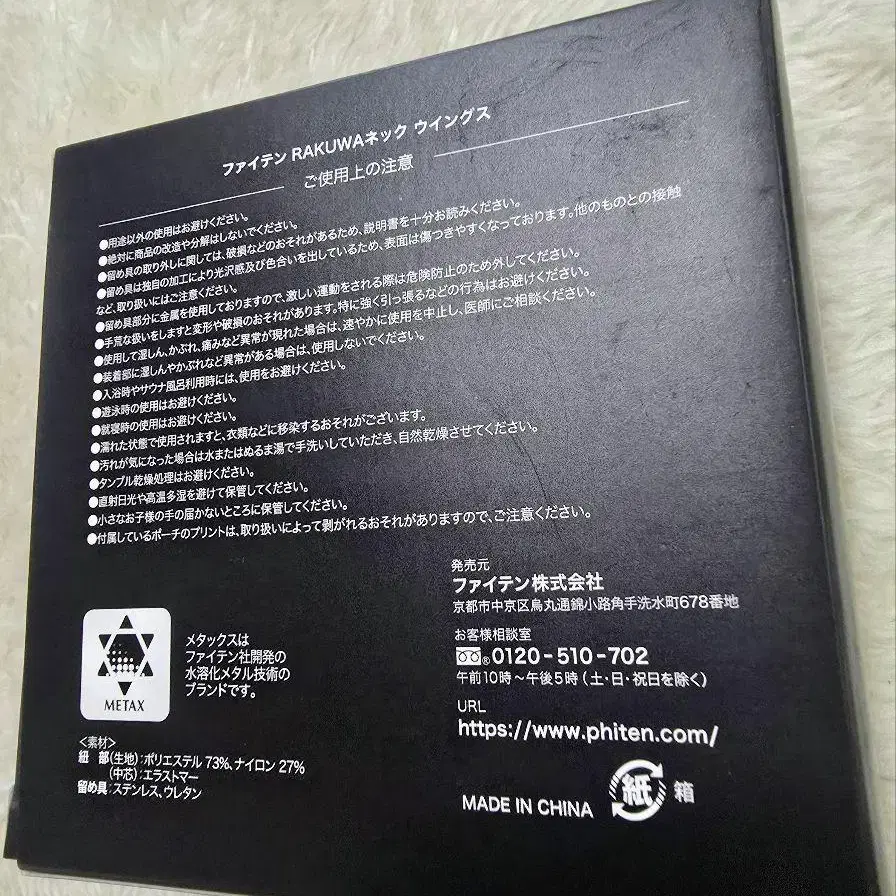 ファイテン RAKUWAネック ウイングス
ご使用上の注意
●用途以外の使用はお避けください。
●絶対に商品の改造や分解はしないでください。
●留め具の取り外しに関しては、破損などのおそれがあるため、説明書を十分お読みください。
●留め具は独自の加工により光沢感及び色合いを出しているため、表面は傷つきやすくなっております。他のものとの接触
など、取り扱いにはご注意ください。
●留め具部分に金属を使用しておりますので、激しい運動をされる際は危険防止のため外してください。
●手荒な扱いをしますと変形や破損のおそれがあります。特に強く引っ張るなどの行為はお避けください。
●使用して湿しん、かぶれ、痛みなど異常が現れた場合は、速やかに使用を中止し、医師にご相談ください。
●装着部に湿しんやかぶれなど異常がある場合は、使用しないでください。
●入浴時やサウナ風呂利用時には、使用をお避けください。
●遊泳時の使用はお避けください。
●就寝時の使用はお避けください。
●濡れた状態で使用されますと、衣類などに移染するおそれがございます。
●汚れが気になった場合は水またはぬるま湯で手洗いしていただき、自然乾燥させてください。
●タンブル乾燥処理はお避けください。
●直射日光や高温多湿を避けて保管してください。
●小さなお子様の手の届かないところに保管してください。
●付属しているポーチのプリントは、取り扱いによって剥がれるおそれがありますので、ご注意ください。
発売元
ファイテン株式会社
京都市中京区烏丸通錦小路角手洗水町678番地
お客様相談室
®0120-510-702
午前10時～午後5時（土・日・祝日を除く）
URL
https://www.phiten.com/
METAX
メタックスは
ファイテン社開発の
水溶化メタル技術の
ブランドです。
＜素材＞
紐 部（生地）：ポリエステル 73%、ナイロン 27%
（中芯）：エラストマー
留め具：ステンレス、ウレタン
MADE IN CHINA
紙 箱